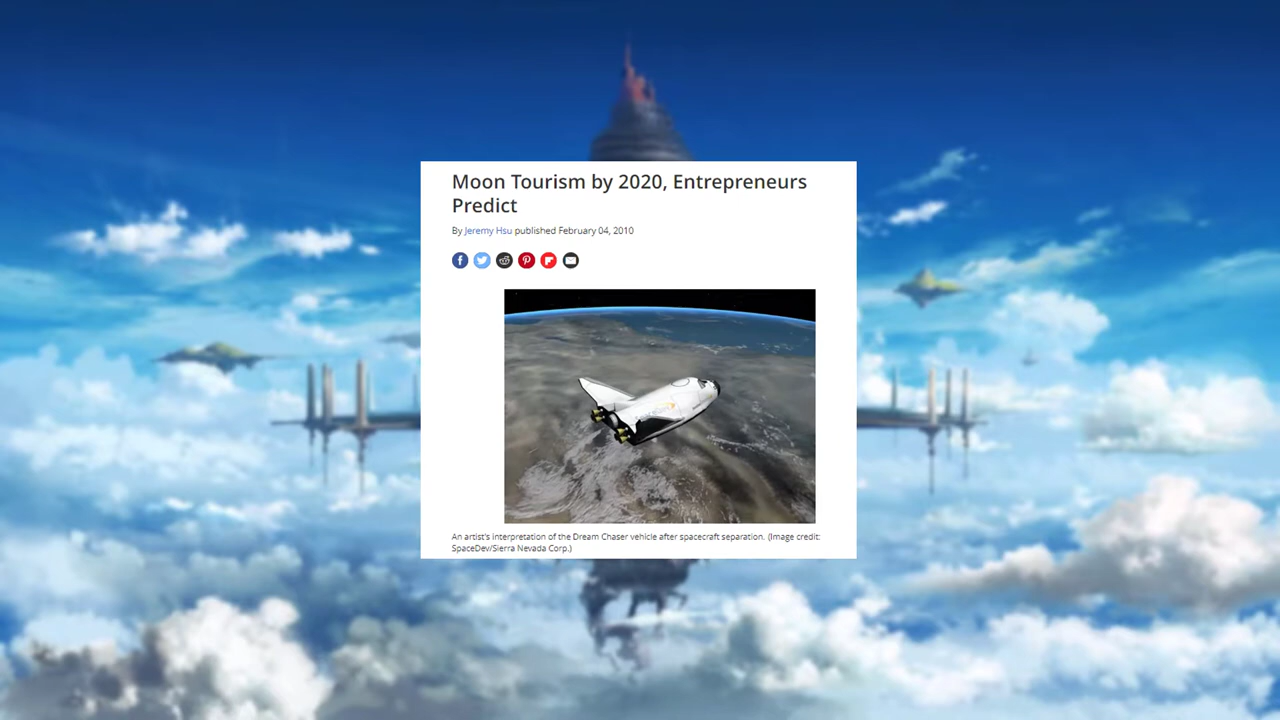 Moon Tourism by 2020, Entrepreneurs
Predict
By Jeremy Hsu published February 04, 2010
An artist's interpretation of the Dream Chaser vehicle after spacecraft separation. (Image credit:
SpaceDev/Sierra Nevada Corp.)